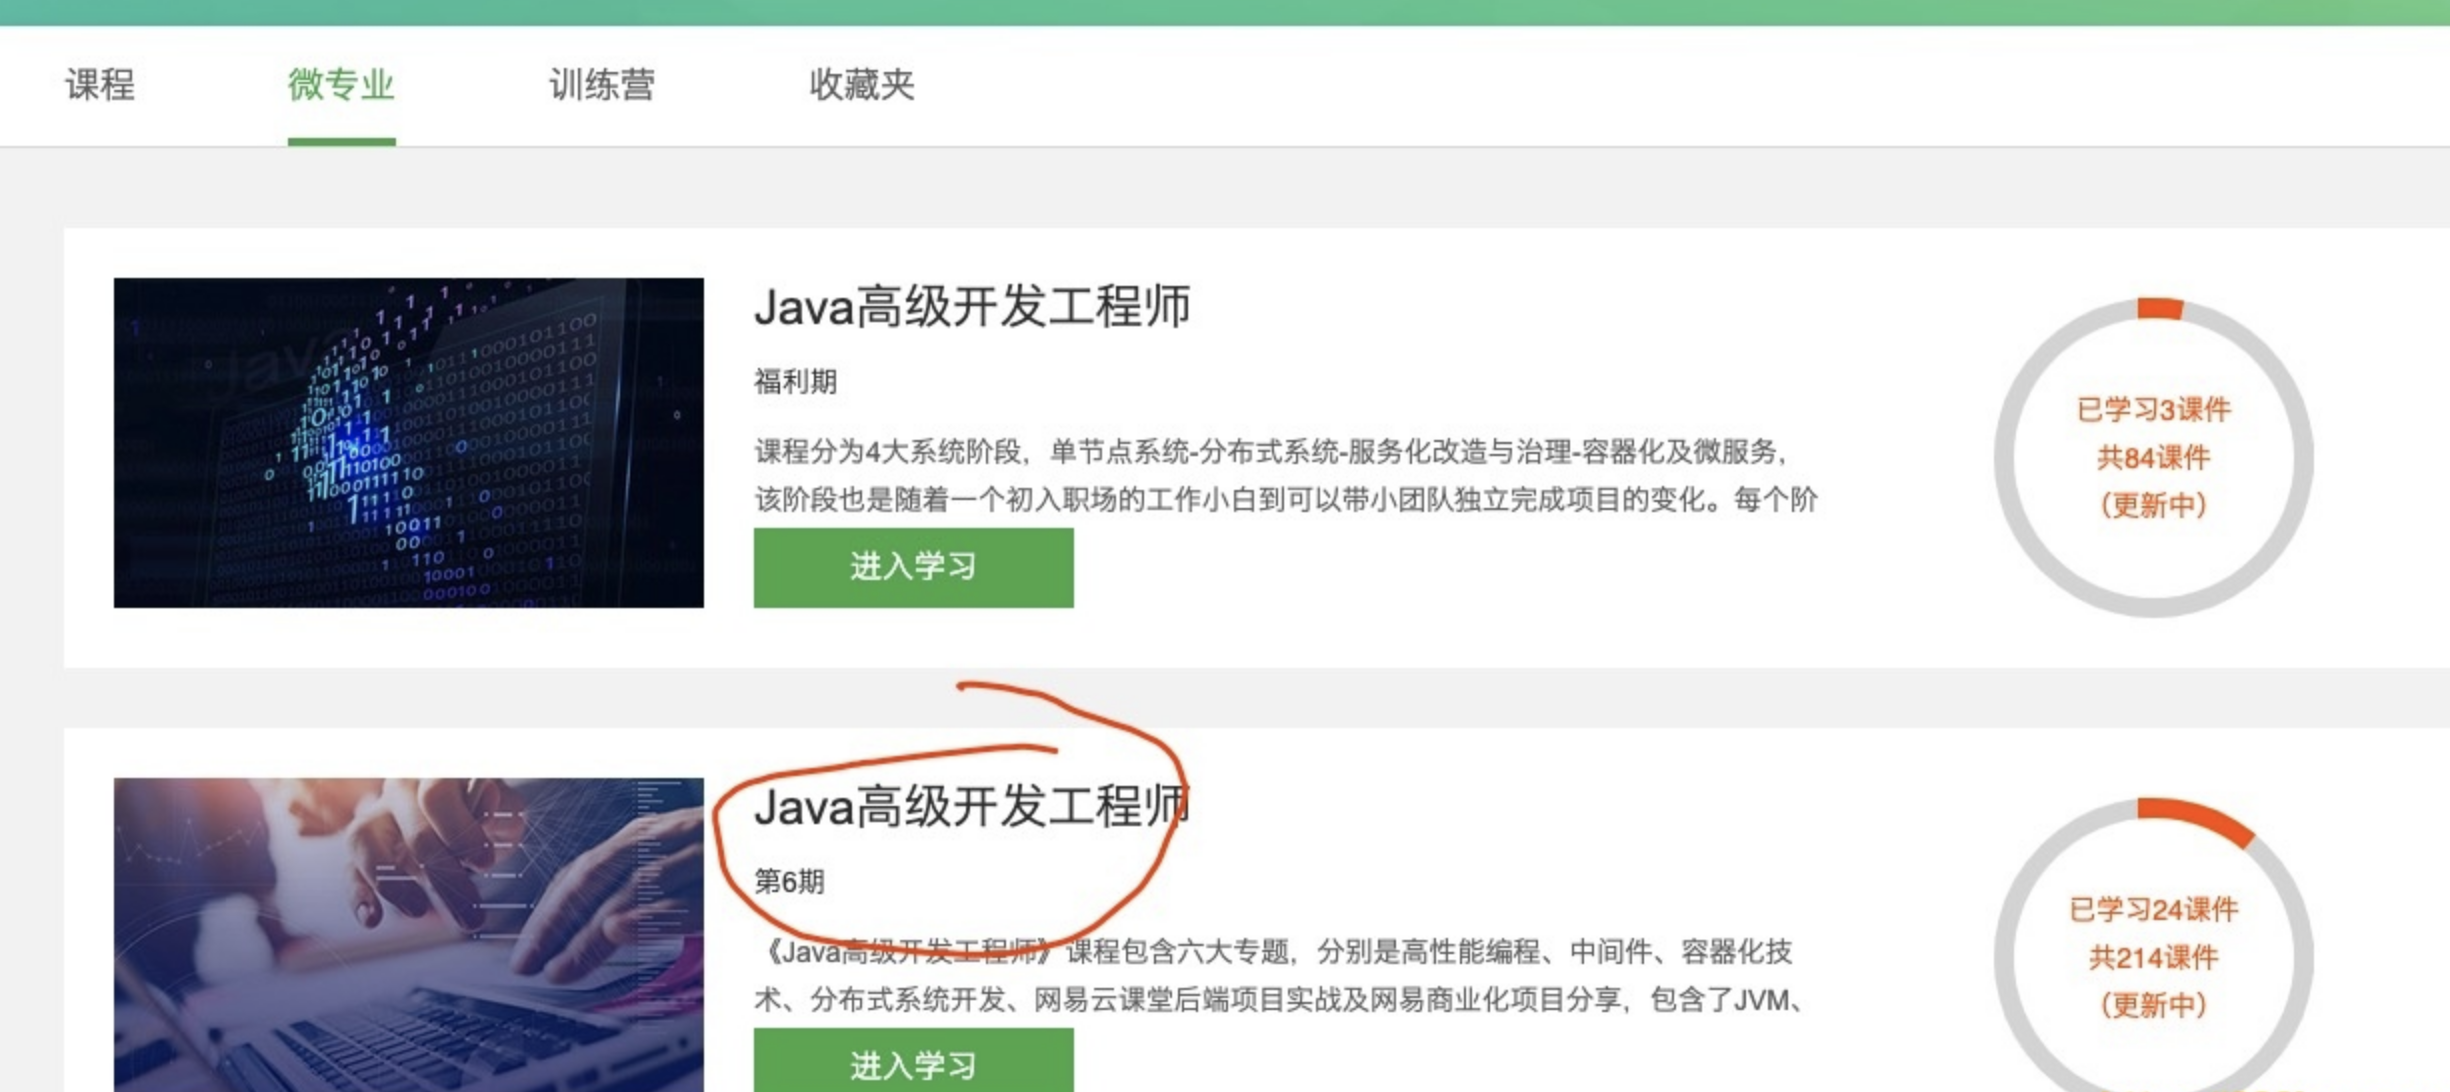 课程 微专业 训练营 收藏夹
Java高级开发工程师
福利期
课程分为4大系统阶段，单节点系统-分布式系统-服务化改造与治理-容器化及微服务，
该阶段也是随着一个初入职场的工作小白到可以带小团队独立完成项目的变化。每个阶
进入学习
已学习3课件
共84课件
（更新中）
Java高级开发工程师
第6期
《Java高级开发工程师》课程包含六大专题，分别是高性能编程、中间件、容器化技
术、分布式系统开发、网易云课堂后端项目实战及网易商业化项目分享，包含了JVM、
进入学习
已学习24课件
共214课件
（更新中）